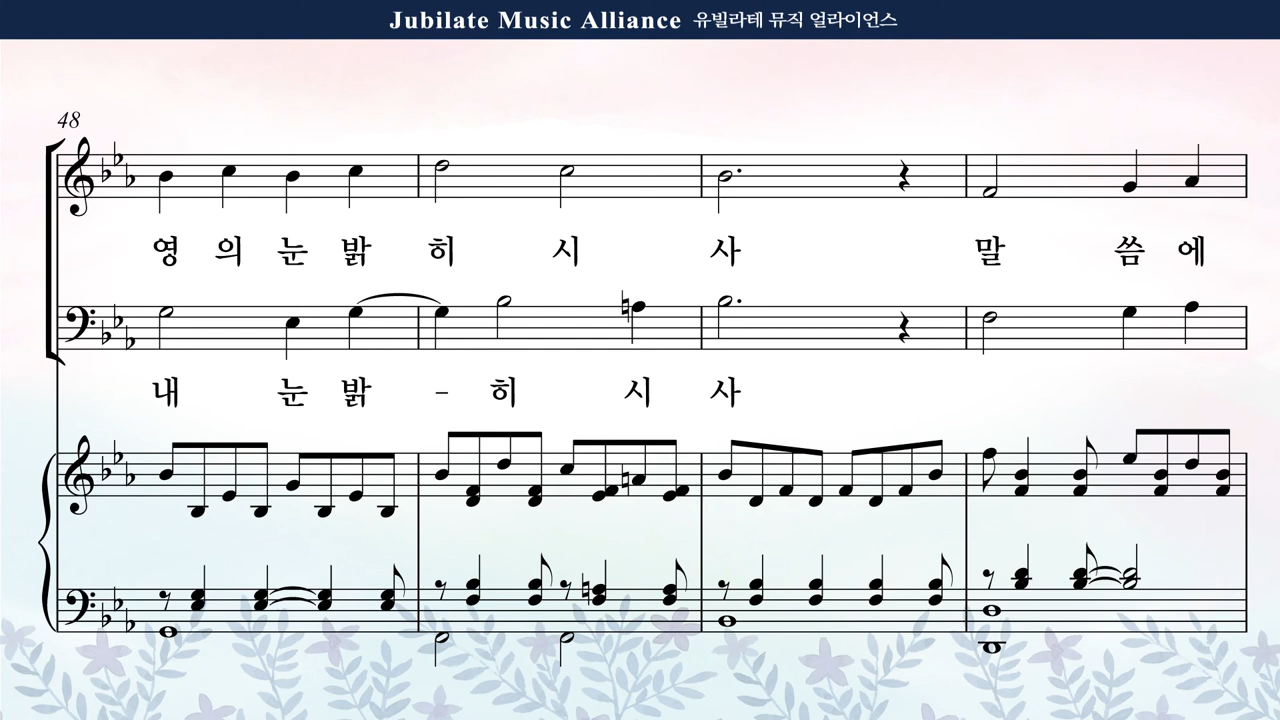 Jubilate Music Alliance 유빌라테 뮤직 얼라이언스
48
영 의 눈 밝 히 시 사 말 씀 에
내 눈 밝 - 히 시 사